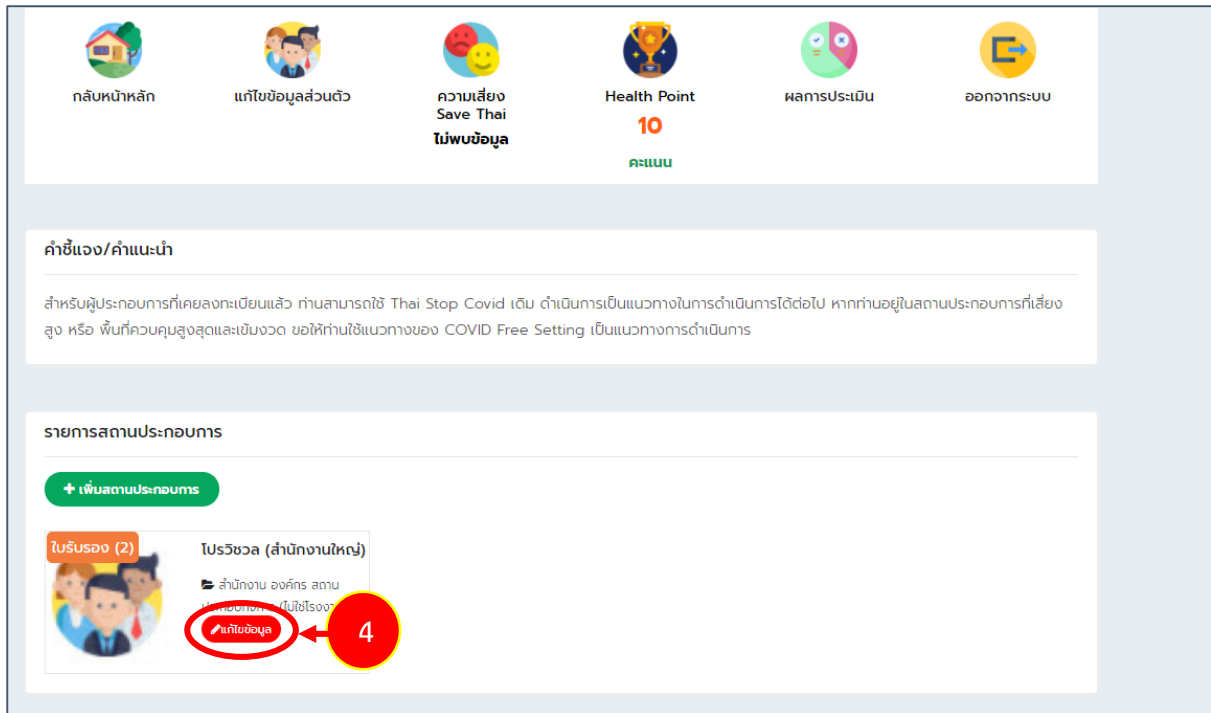 กลับหน้าหลัก
แก้ไขข้อมูลส่วนตัว
ความเสี่ยง
Save Thai
ไม่พบข้อมูล
Health Point
10
คะแนน
ผลการประเมิน
ออกจากระบบ
คำชี้แจง/คำแนะนำ
สำหรับผู้ประกอบการที่เคยลงทะเบียนแล้ว ท่านสามารถใช้ Thai Stop Covid เดิม ดำเนินการเป็นแนวทางในการดำเนินการได้ต่อไป หากท่านอยู่ในสถานประกอบการที่เสี่ยง
สูง หรือ พื้นที่ควบคุมสูงสุดและเข้มงวด ขอให้ท่านใช้แนวทางของ COVID Free Setting เป็นแนวทางการดำเนินการ
รายการสถานประกอบการ
+ เพิ่มสถานประกอบการ
ใบรับรอง (2)
โปรวิชวล (สำนักงานใหญ่)
สำนักงาน องค์กร สถาน
(ไม่ใช่โรงงาน
แก้ไขข้อมูล
4